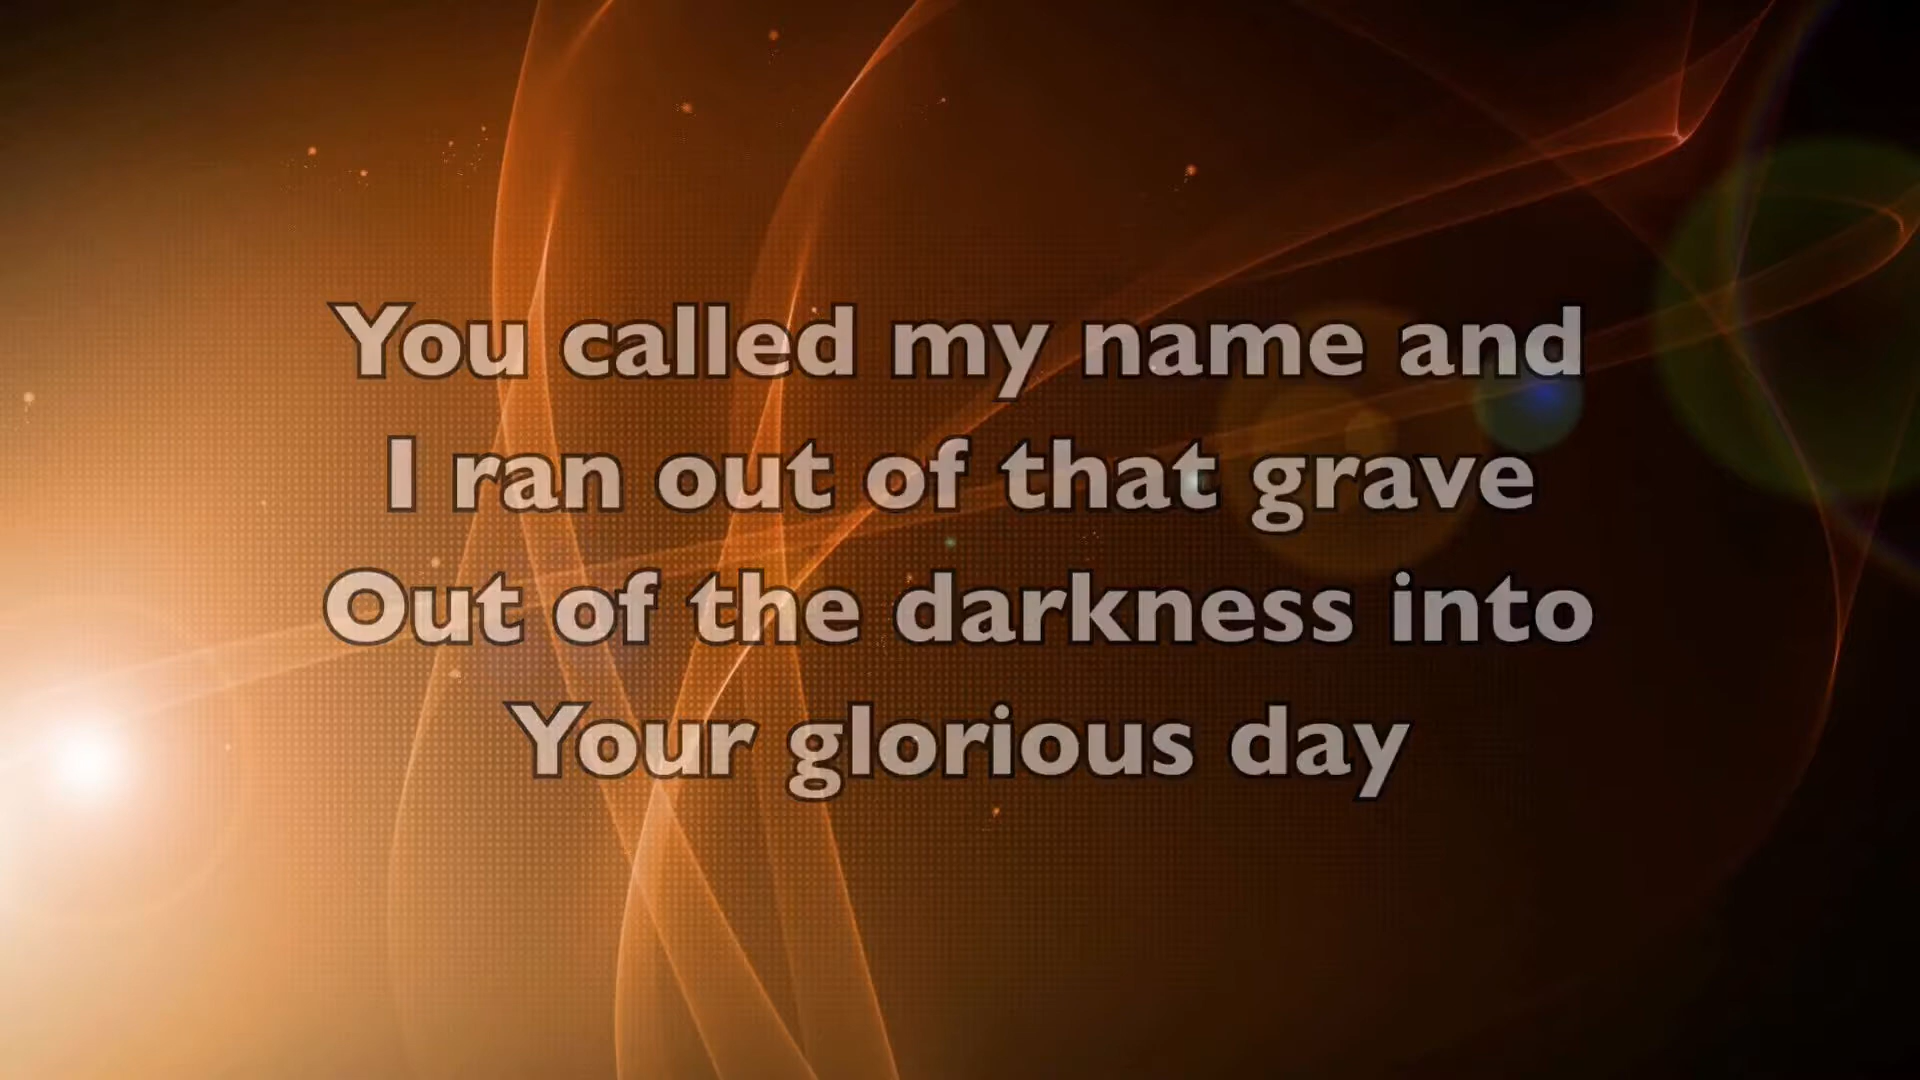 You called my name and
I ran out of that grave
Out of the darkness into
Your glorious day